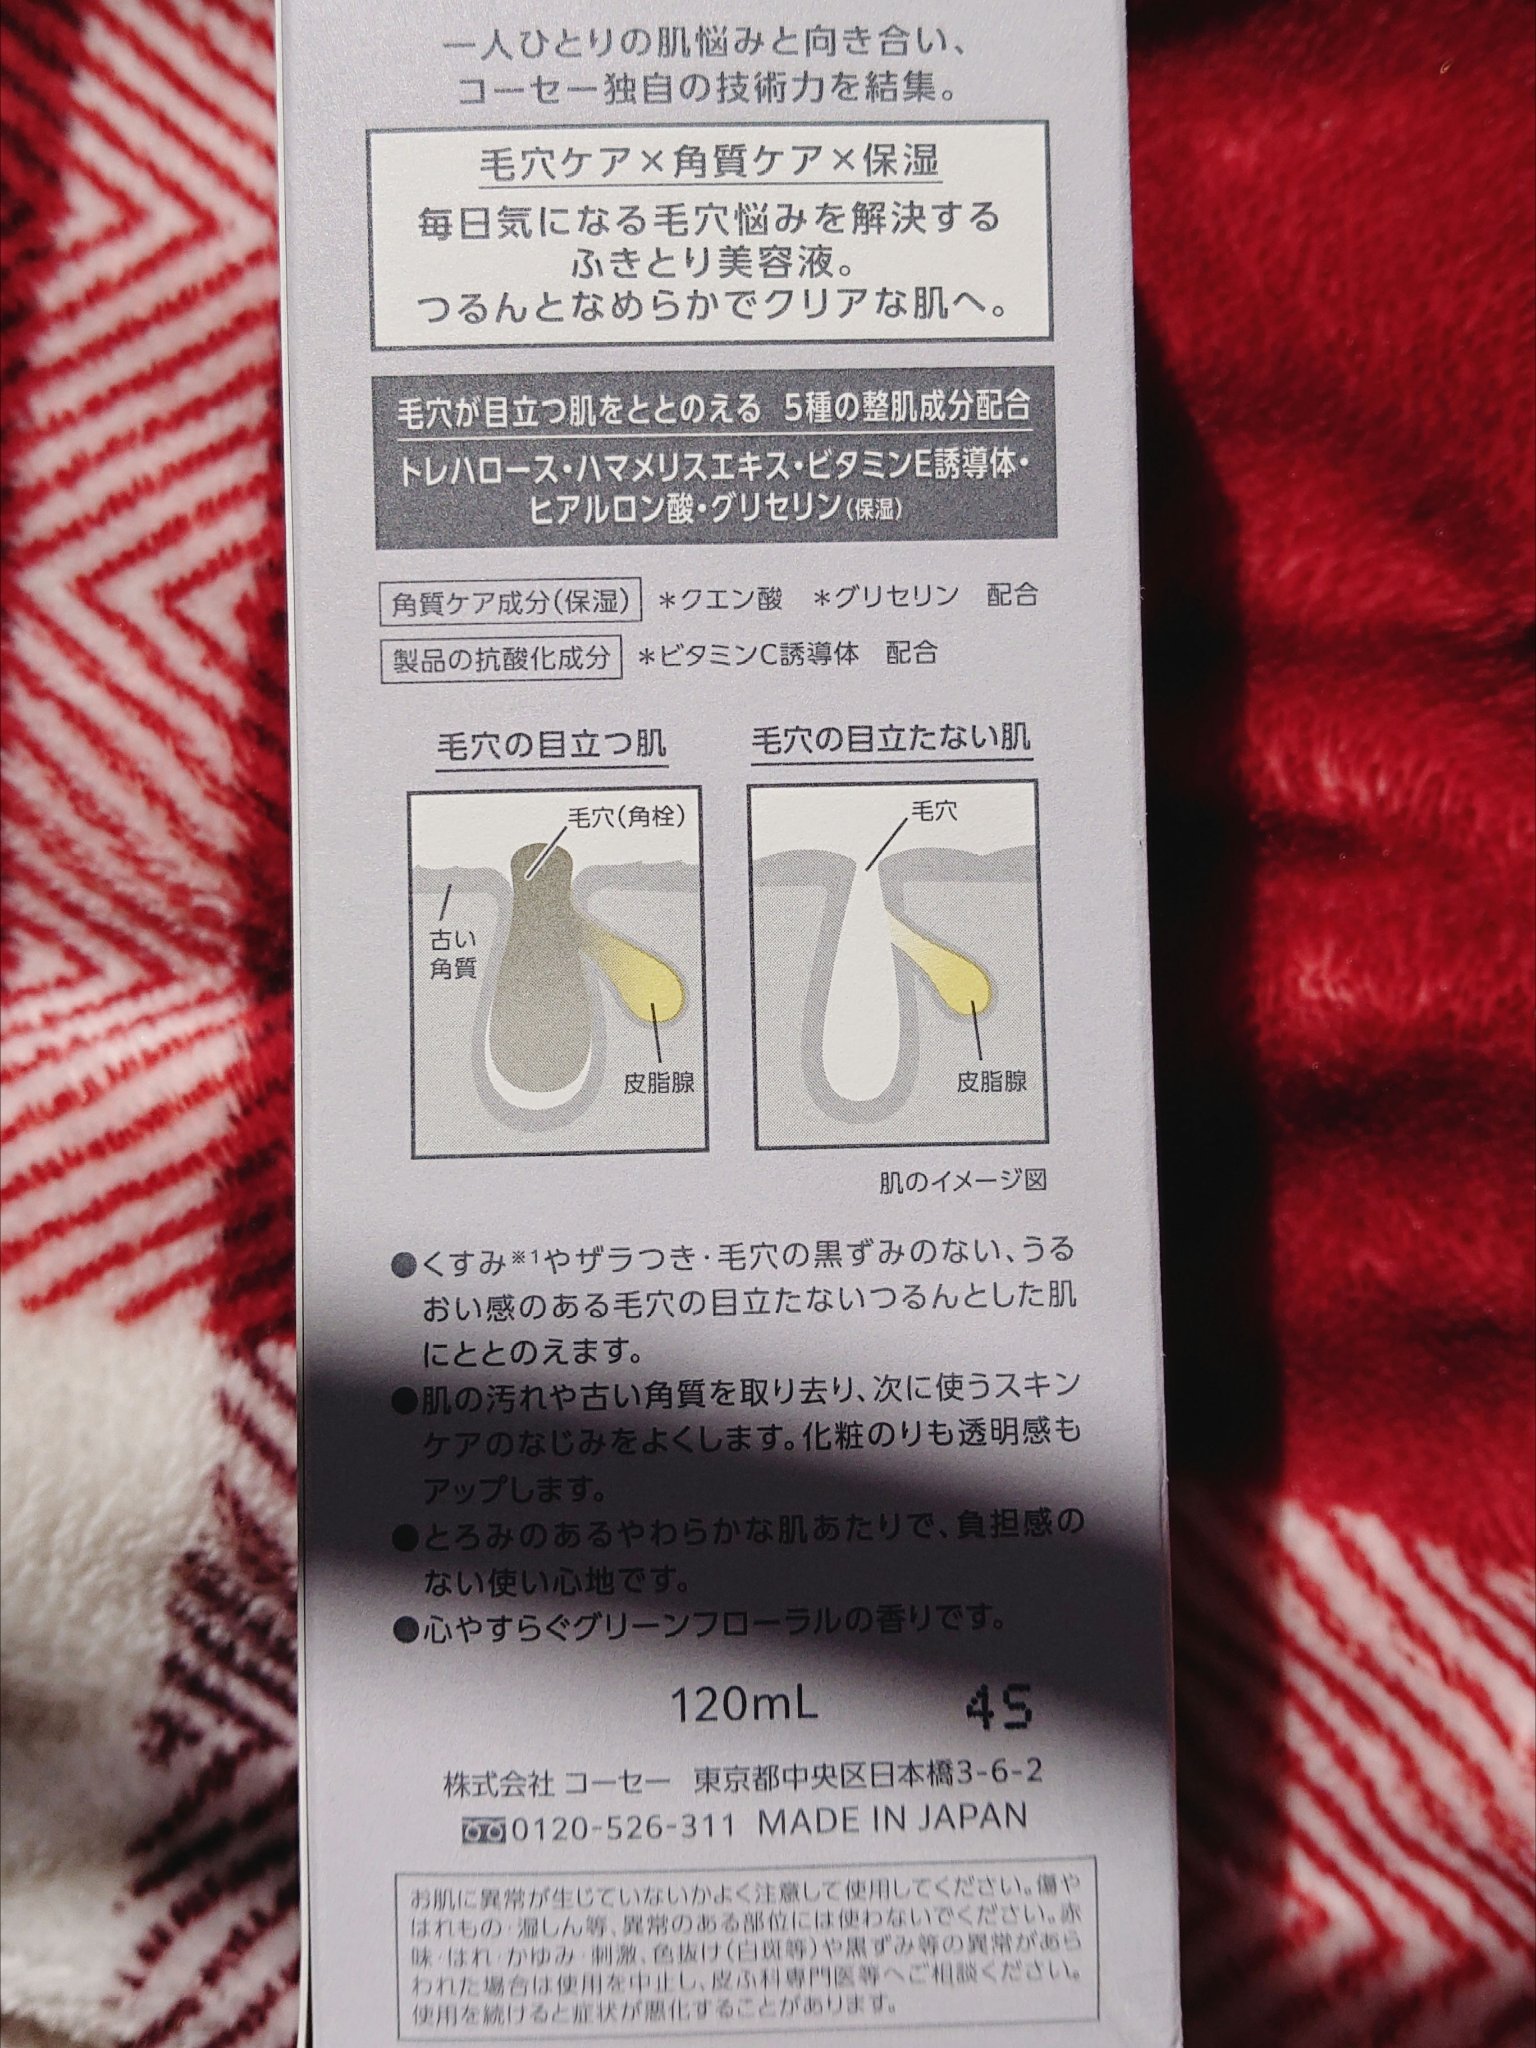 一人ひとりの肌悩みと向き合い、
コーセー独自の技術力を結集。
毛穴ケア×角質ケア×保湿
毎日気になる毛穴悩みを解決する
ふきとり美容液。
つるんとなめらかでクリアな肌へ。
毛穴が目立つ肌をととのえる 5種の整肌成分配合
トレハロース・ハマメリスエキス・ビタミンE誘導体・
ヒアルロン酸・グリセリン(保湿)
角質ケア成分(保湿) *クエン酸 *グリセリン 配合
製品の抗酸化成分 *ビタミンC誘導体 配合
毛穴の目立つ肌 毛穴の目立たない肌
毛穴(角栓) 毛穴
古い
角質
皮脂腺 皮脂腺
肌のイメージ図
●くすみ※1やザラつき・毛穴の黒ずみのない、うる
おい感のある毛穴の目立たないつるんとした肌
にととのえます。
●肌の汚れや古い角質を取り去り、次に使うスキン
ケアのなじみをよくします。化粧のりも透明感も
アップします。
●とろみのあるやわらかな肌あたりで、負担感の
ない使い心地です。
●心やすらぐグリーンフローラルの香りです。
120mL 4S
株式会社 コーセー 東京都中央区日本橋3-6-2
0120-526-311 MADE IN JAPAN
お肌に異常が生じていないかよく注意して使用してください。傷や
はれもの・湿しん等、異常のある部位には使わないでください。赤
味・はれ・かゆみ・刺激、色抜け(白斑等)や黒ずみ等の異常があら
われた場合は使用を中止し、皮ふ科専門医等へご相談ください。
使用を続けると症状が悪化することがあります。